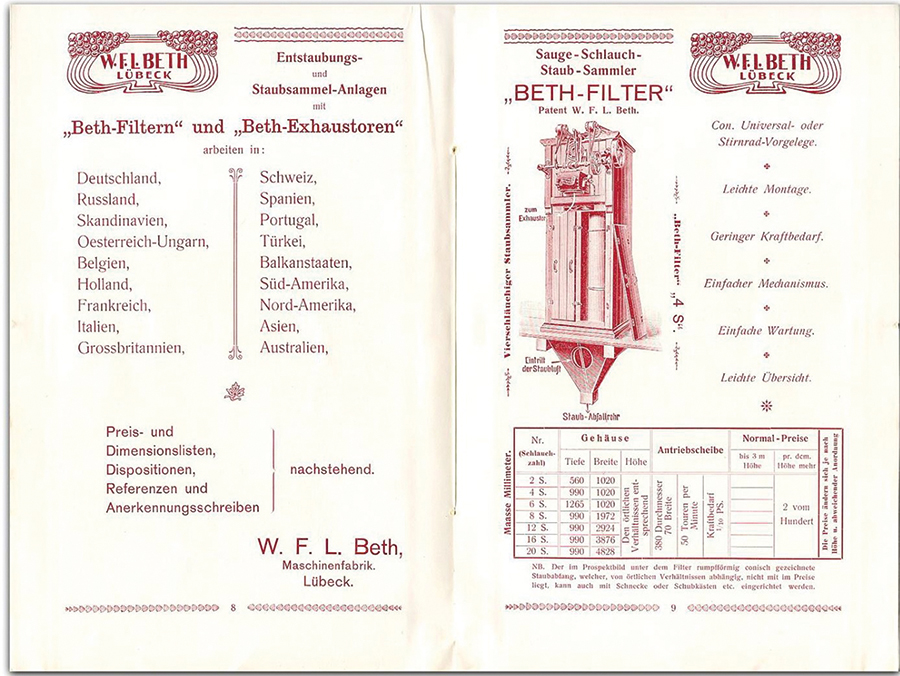 W.F.L.BETH
LÜBECK
Entstaubungs-
und
Staubsammel-Anlagen
mit
„Beth-Filtern“ und „Beth-Exhaustoren“
arbeiten in:
Deutschland,
Russland,
Skandinavien,
Oesterreich-Ungarn,
Belgien,
Holland,
Frankreich,
Italien,
Grossbritannien,
Schweiz,
Spanien,
Portugal,
Türkei,
Balkanstaaten,
Süd-Amerika,
Nord-Amerika,
Asien,
Australien,
Preis- und
Dimensionslisten,
Dispositionen,
Referenzen und
Anerkennungsschreiben
nachstehend.
W. F. L. Beth,
Maschinenfabrik.
Lübeck.
8
Sauge-Schlauch-
Staub-Sammler
„BETH-FILTER“
Patent W. F. L. Beth.
W.F.L.BETH
LÜBECK
Vierschläuchiger Staubsammler.
zum
Exhaustor
Eintritt
der Staubluft
Staub-Abfallrohr
„Beth-Filter“ „4 S“.
Con. Universal- oder
Stirnrad-Vorgelege.
Leichte Montage.
Geringer Kraftbedarf.
Einfacher Mechanismus.
Einfache Wartung.
Leichte Übersicht.
Maasse Millimeter.
Nr.
(Schlauch-
zahl)
Gehäuse
Antriebscheibe
Normal-Preise
Tiefe Breite Höhe
bis 3 m
Höhe
pr. dcm.
Höhe mehr
2 S. 560 1020
4 S. 990 1020
6 S. 1265 1020
8 S. 990 1972
12 S. 990 2924
16 S. 990 3876
20 S. 990 4828
Den örtlichen
Verhältnissen ent-
sprechend
380 Durchmesser
70 Breite
50 Touren per
Minute
Kraftbedarf
1/10 PS.
2 vom
Hundert
Die Preise ändern sich je nach
Höhe u. abweichender Anordnung
NB. Der im Prospektbild unter dem Filter rumpfförmig conisch gezeichnete
Staubabfang, welcher, von örtlichen Verhältnissen abhängig, nicht mit im Preise
liegt, kann auch mit Schnecke oder Schubkästen etc. eingerichtet werden.
9